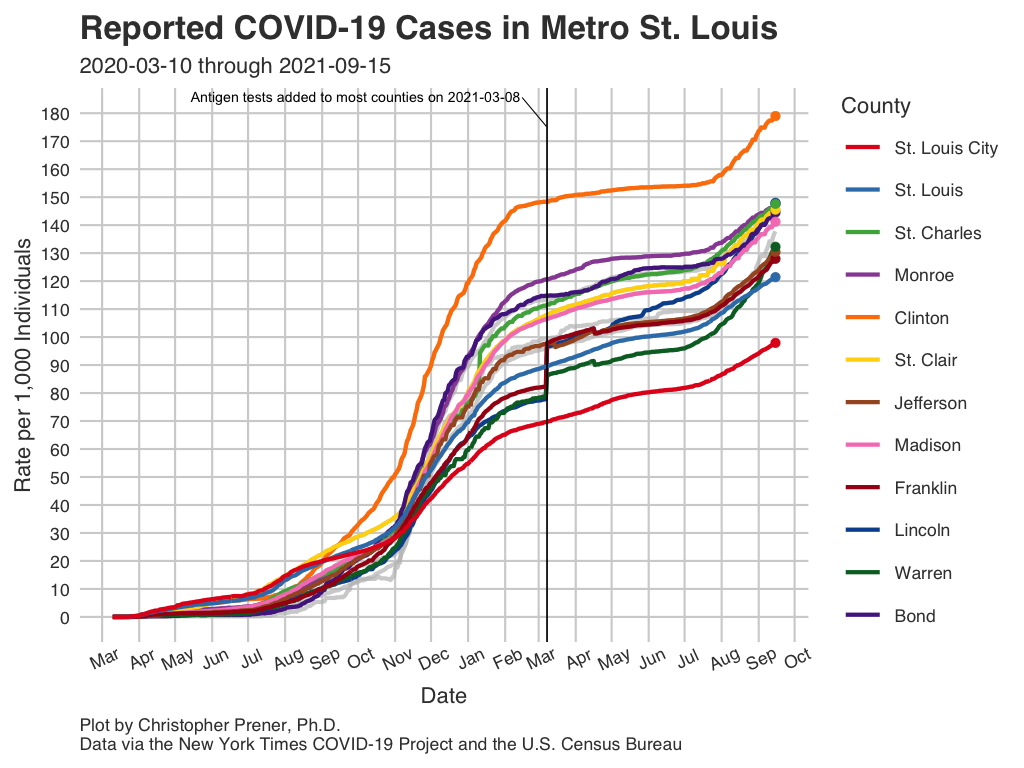 Reported COVID-19 Cases in Metro St. Louis
2020-03-10 through 2021-09-15
Antigen tests added to most counties on 2021-03-08
Rate per 1,000 Individuals
180
170
160
150
140
130
120
110
100
90
80
70
60
50
40
30
20
10
0
Mar Apr May Jun Jul Aug Sep Oct Nov Dec Jan Feb Mar Apr May Jun Jul Aug Sep Oct
Date
County
St. Louis City
St. Louis
St. Charles
Monroe
Clinton
St. Clair
Jefferson
Madison
Franklin
Lincoln
Warren
Bond
Plot by Christopher Prener, Ph.D.
Data via the New York Times COVID-19 Project and the U.S. Census Bureau